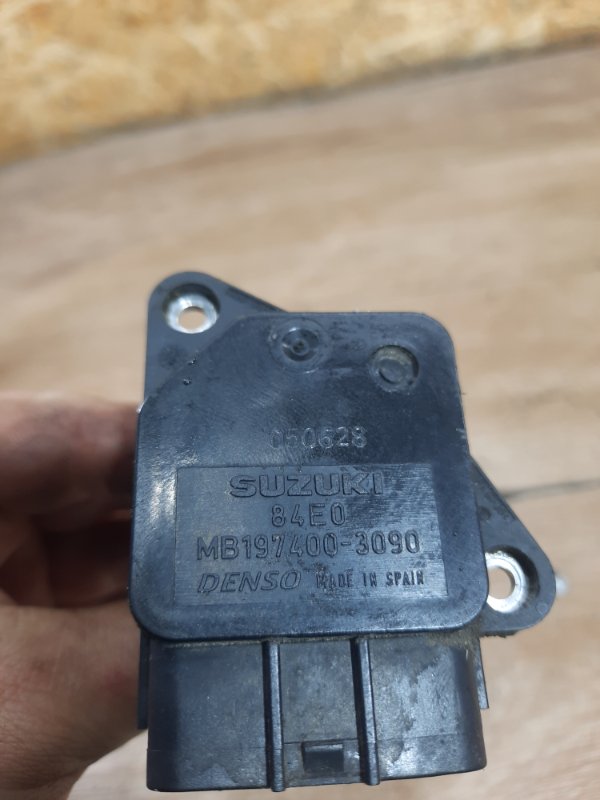 050628
SUZUKI
84E0
MB197400-3090
DENSO MADE IN SPAIN